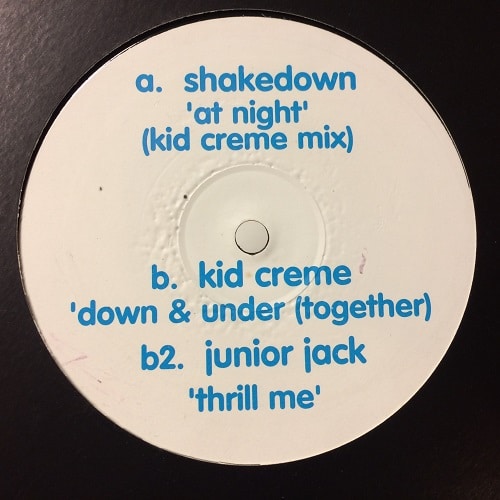 a. shakedown
'at night'
(kid creme mix)
b. kid creme
'down & under (together)
b2. junior jack
'thrill me'